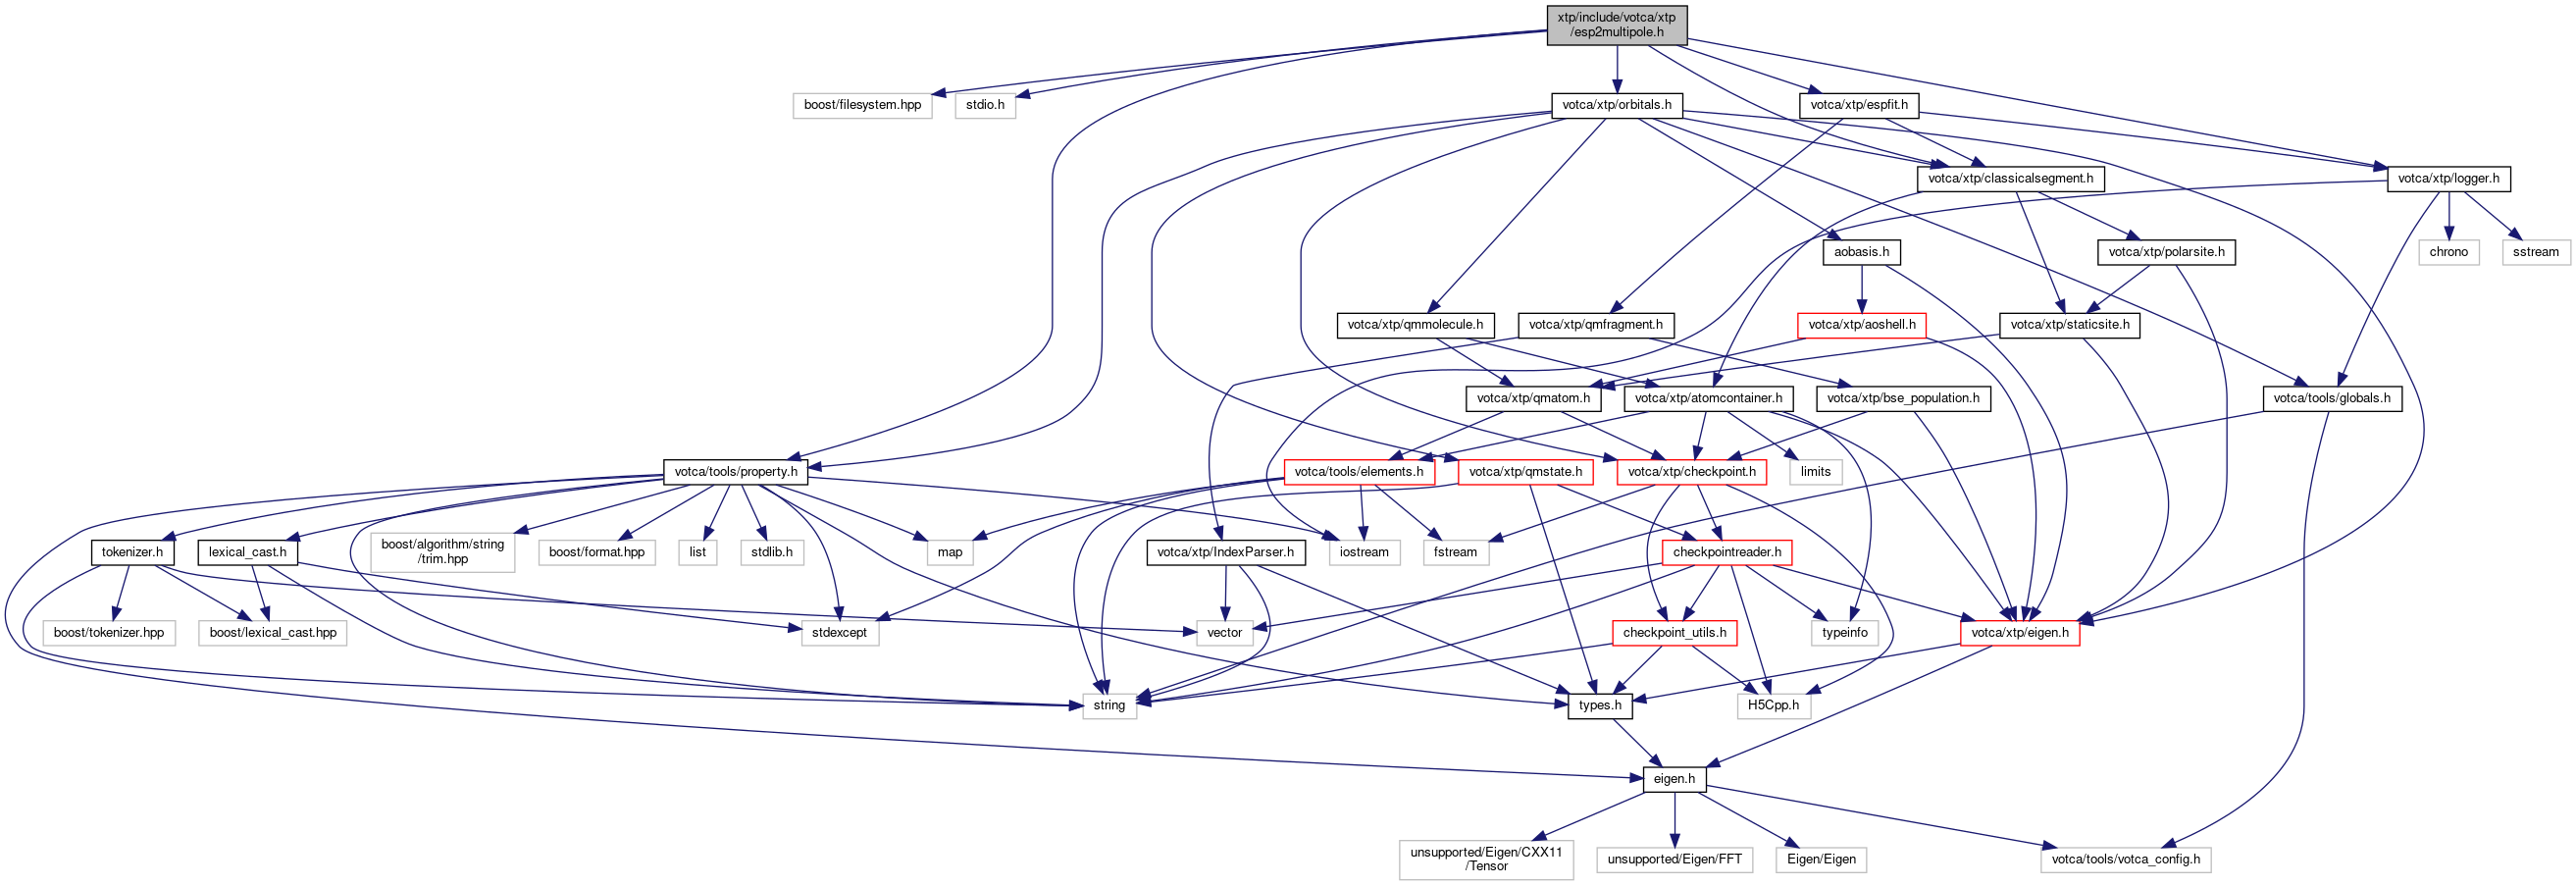 xtp/include/votca/xtp
/esp2multipole.h
boost/filesystem.hpp
stdio.h
votca/xtp/orbitals.h
votca/xtp/espfit.h
votca/xtp/classicalsegment.h
votca/xtp/logger.h
aobasis.h
votca/xtp/polarsite.h
chrono
sstream
votca/xtp/qmmolecule.h
votca/xtp/qmfragment.h
votca/xtp/aoshell.h
votca/xtp/staticsite.h
votca/xtp/qmatom.h
votca/xtp/atomcontainer.h
votca/xtp/bse_population.h
votca/tools/globals.h
votca/tools/property.h
votca/tools/elements.h
votca/xtp/qmstate.h
votca/xtp/checkpoint.h
limits
tokenizer.h
lexical_cast.h
boost/algorithm/string
/trim.hpp
boost/format.hpp
list
stdlib.h
map
votca/xtp/IndexParser.h
iostream
fstream
checkpointreader.h
boost/tokenizer.hpp
boost/lexical_cast.hpp
stdexcept
vector
checkpoint_utils.h
typeinfo
votca/xtp/eigen.h
string
types.h
H5Cpp.h
eigen.h
unsupported/Eigen/CXX11
/Tensor
unsupported/Eigen/FFT
Eigen/Eigen
votca/tools/votca_config.h